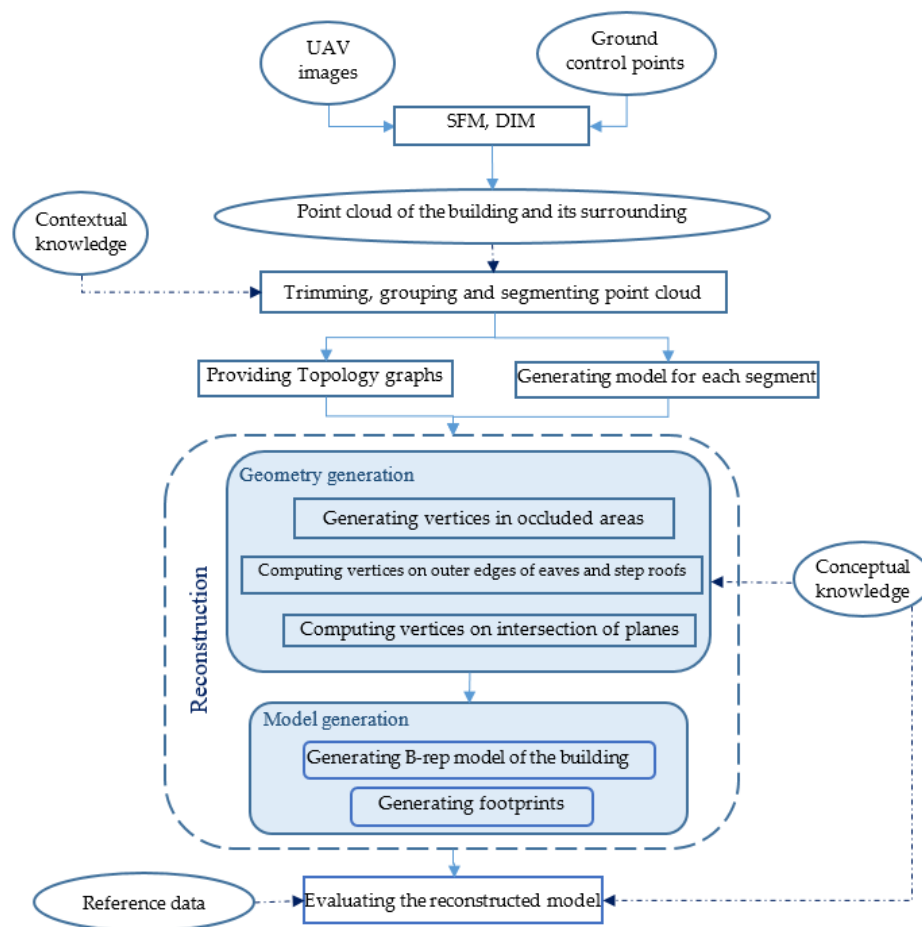 UAV
images
Ground
control points
SFM, DIM
Point cloud of the building and its surrounding
Contextual
knowledge
Trimming, grouping and segmenting point cloud
Providing Topology graphs
Generating model for each segment
Reconstruction
Geometry generation
Generating vertices in occluded areas
Computing vertices on outer edges of eaves and step roofs
Computing vertices on intersection of planes
Conceptual
knowledge
Model generation
Generating B-rep model of the building
Generating footprints
Reference data
Evaluating the reconstructed model